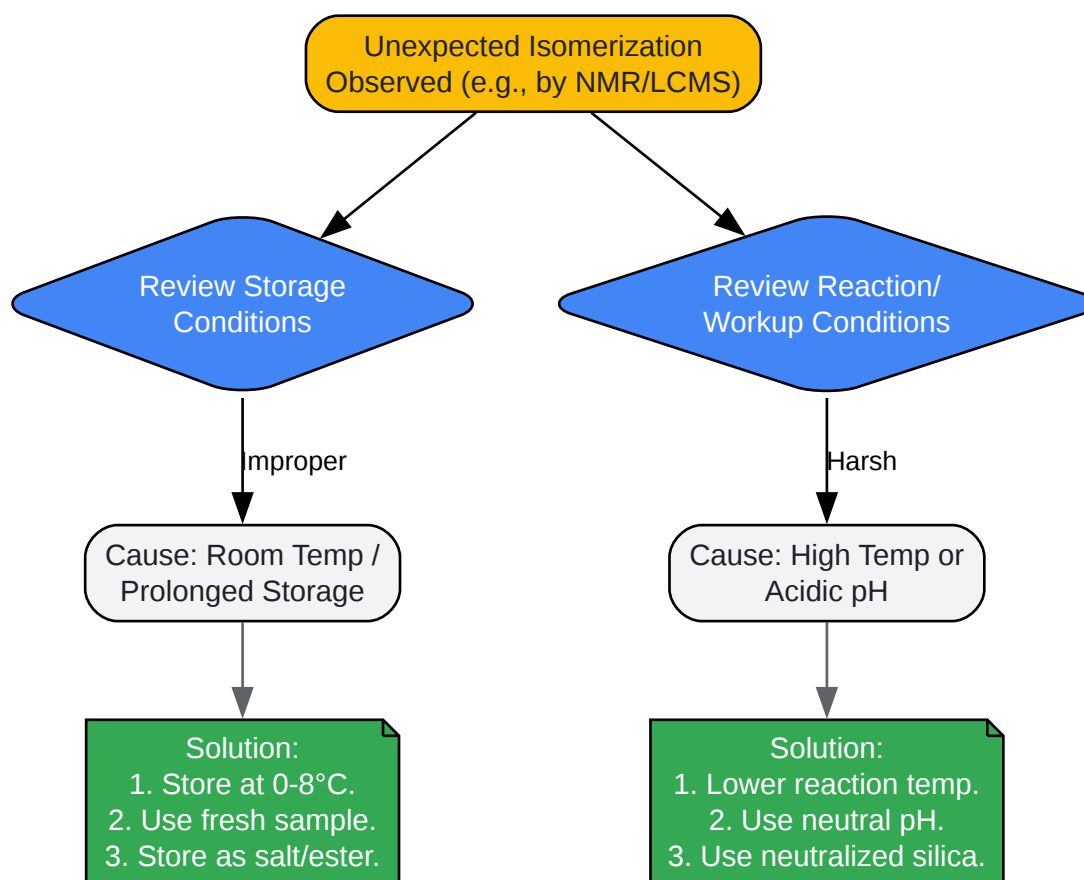 Unexpected Isomerization
Observed (e.g., by NMR/LCMS)
Review Storage
Conditions
Review Reaction/
Workup Conditions
Improper
Harsh
Cause: Room Temp /
Prolonged Storage
Cause: High Temp or
Acidic pH
Solution:
1. Store at 0-8°C.
2. Use fresh sample.
3. Store as salt/ester.
Solution:
1. Lower reaction temp.
2. Use neutral pH.
3. Use neutralized silica.